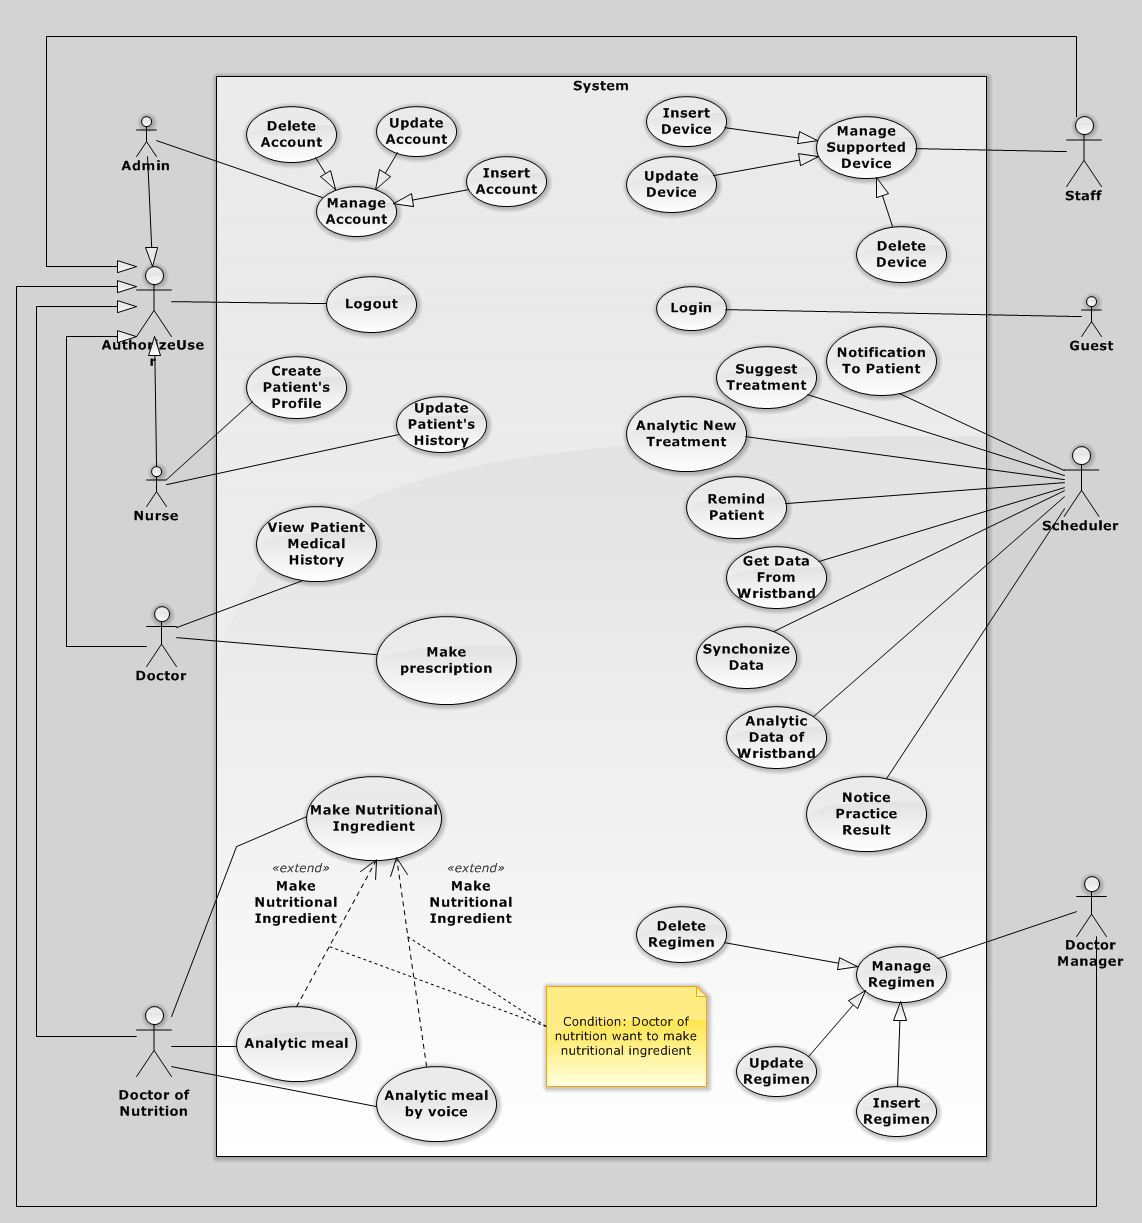 System
Delete
Account
Update
Account
Insert
Account
Manage
Account
Insert
Device
Update
Device
Manage
Supported
Device
Delete
Device
Admin
Staff
AuthorizeUse
r
Logout
Login
Guest
Create
Patient's
Profile
Update
Patient's
History
Suggest
Treatment
Notification
To Patient
Analytic New
Treatment
Remind
Patient
Scheduler
Nurse
View Patient
Medical
History
Get Data
From
Wristband
Doctor
Make
prescription
Synchonize
Data
Analytic
Data of
Wristband
Make Nutritional
Ingredient
Notice
Practice
Result
«extend»
Make
Nutritional
Ingredient
«extend»
Make
Nutritional
Ingredient
Delete
Regimen
Manage
Regimen
Doctor
Manager
Condition: Doctor of
nutrition want to make
nutritional ingredient
Analytic meal
Update
Regimen
Doctor of
Nutrition
Analytic meal
by voice
Insert
Regimen